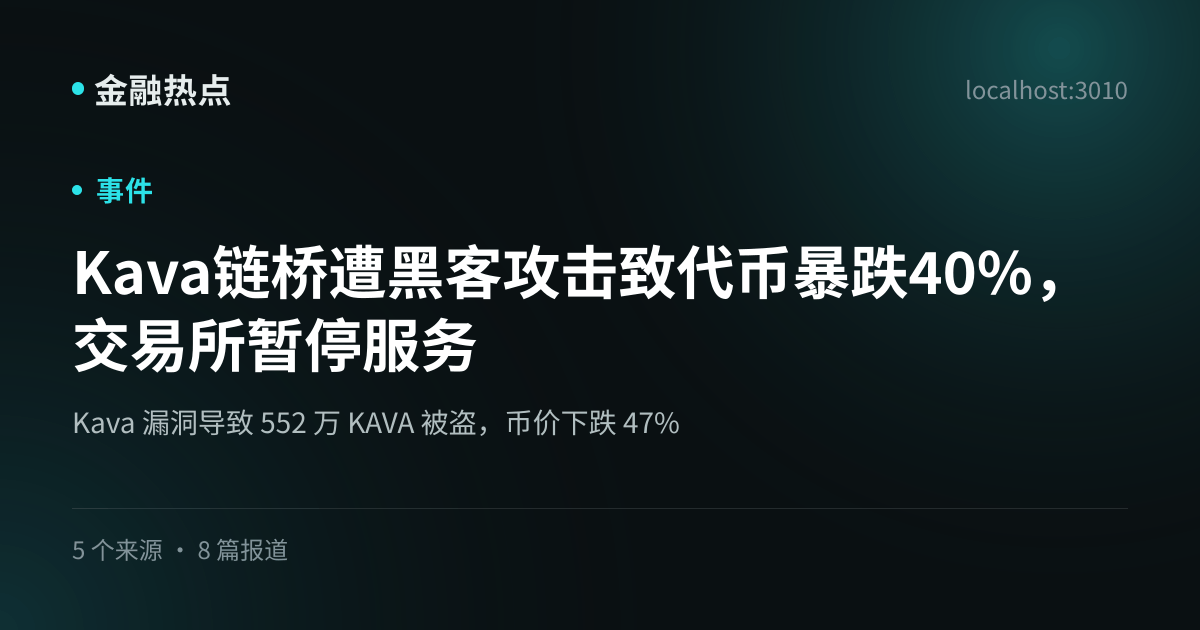 金融热点
localhost:3010
事件
Kava链桥遭黑客攻击致代币暴跌40%，
交易所暂停服务
Kava 漏洞导致 552 万 KAVA 被盗，币价下跌 47%
5 个来源 · 8 篇报道